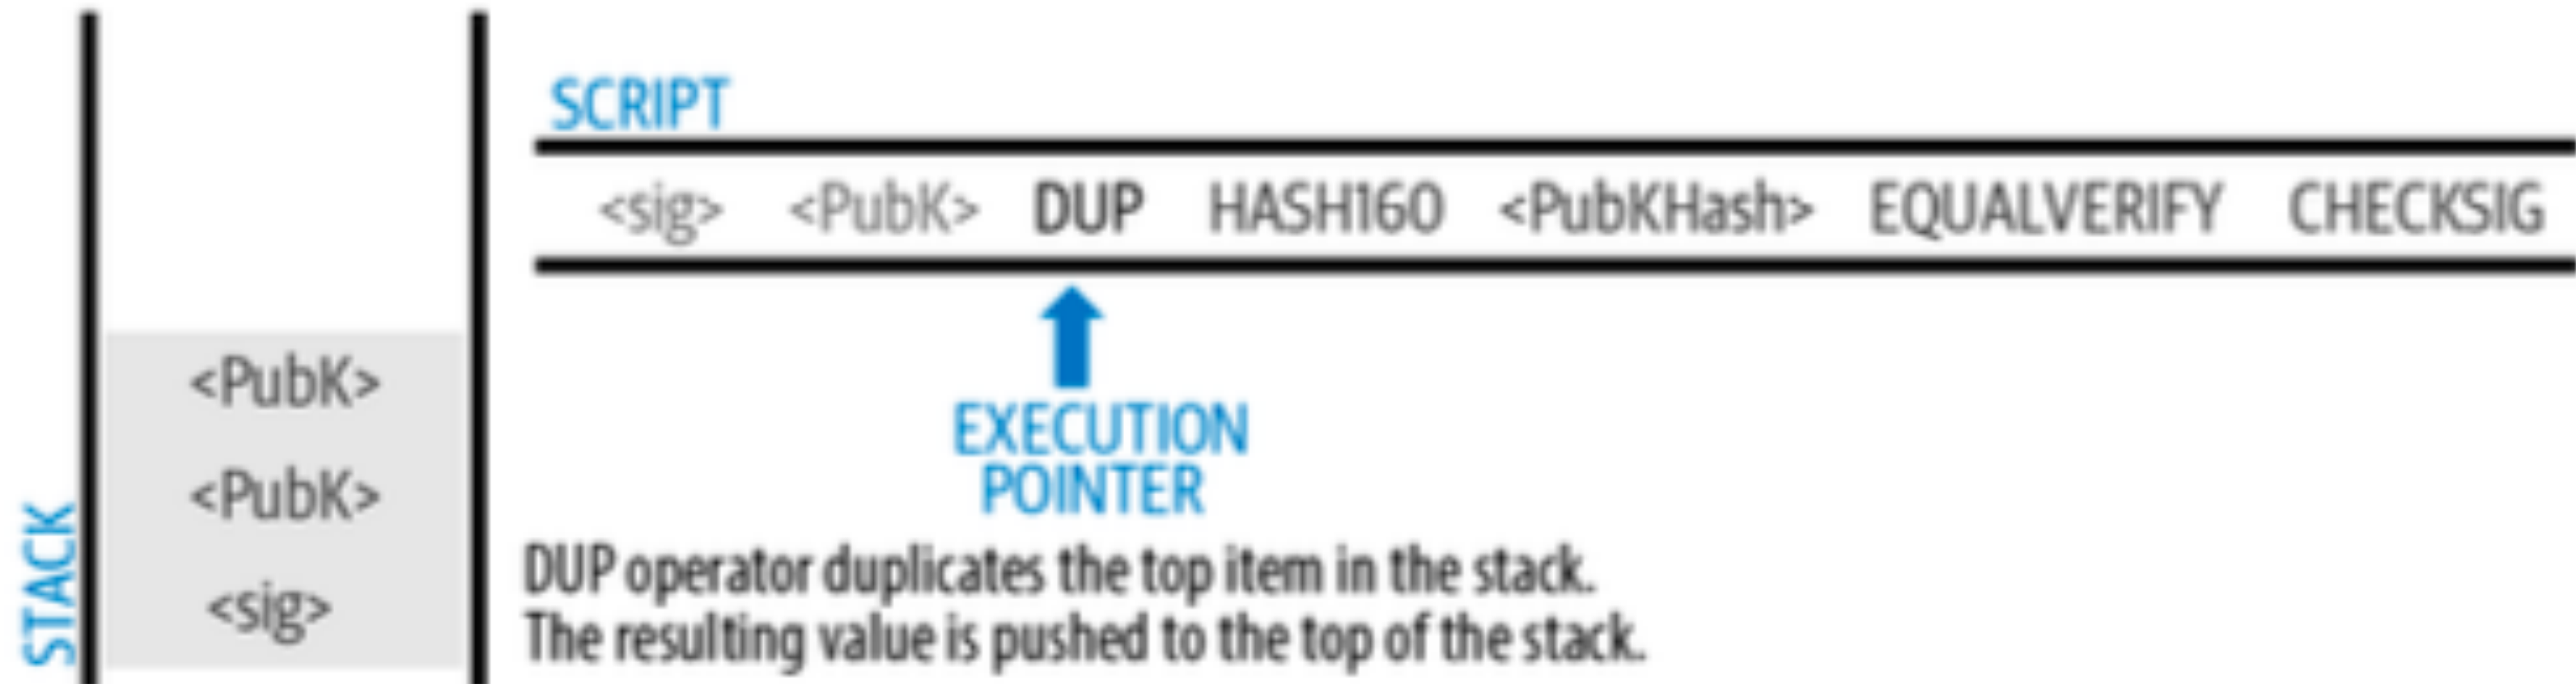 SCRIPT
<sig> <PubK> DUP HASH160 <PubKHash> EQUALVERIFY CHECKSIG
<PubK>
<PubK>
<sig>
STACK
EXECUTION
POINTER
DUP operator duplicates the top item in the stack.
The resulting value is pushed to the top of the stack.